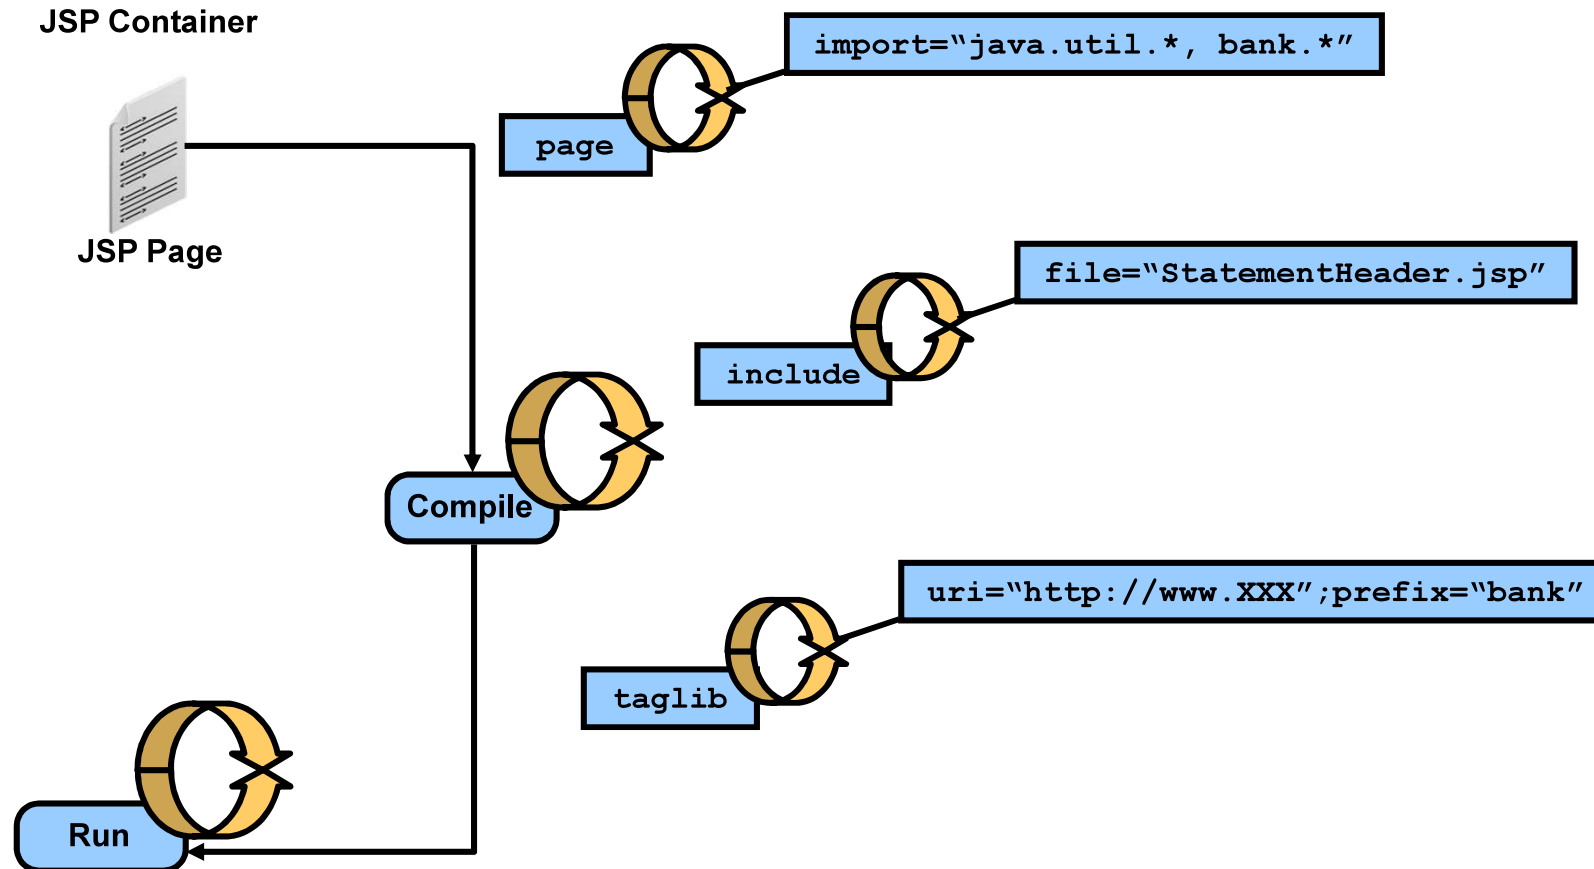 JSP Container
import=“java.util.*, bank.*”
page
JSP Page
file=“StatementHeader.jsp”
include
Compile
uri=“http://www.XXX”;prefix=“bank”
taglib
Run